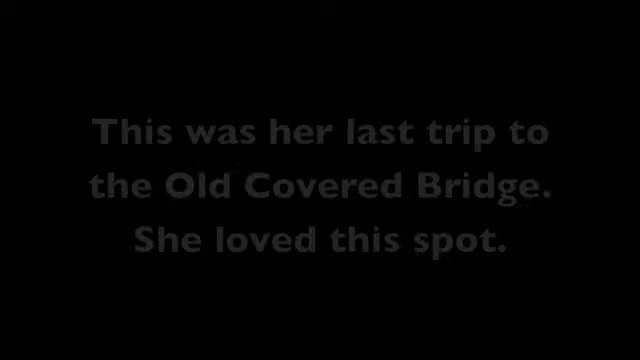 This was her last trip to
the Old Covered Bridge.
She loved this spot.